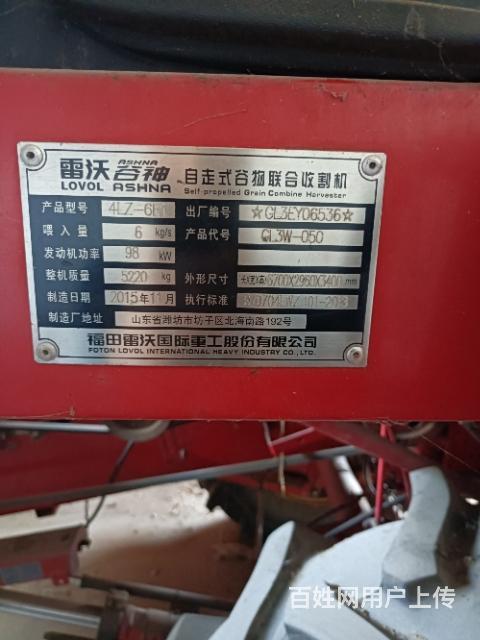 雷沃 ASHNA 谷神 自走式谷物联合收割机
LOVOL ASHNA Self-propelled Grain Combine Harvester
产品型号 出厂编号 ☆GL3EY06536☆
喂入量 6 kg/s 产品代号 GL3W-050
发动机功率 98 kW
整机质量 5220 kg 外形尺寸 6700X2960X3400 mm
制造日期 2015年11月 执行标准
制造厂地址 山东省潍坊市坊子区北海南路192号
福田雷沃国际重工股份有限公司
FOTON LOVOL INTERNATIONAL HEAVY INDUSTRY CO.,LTD.
百姓网用户上传